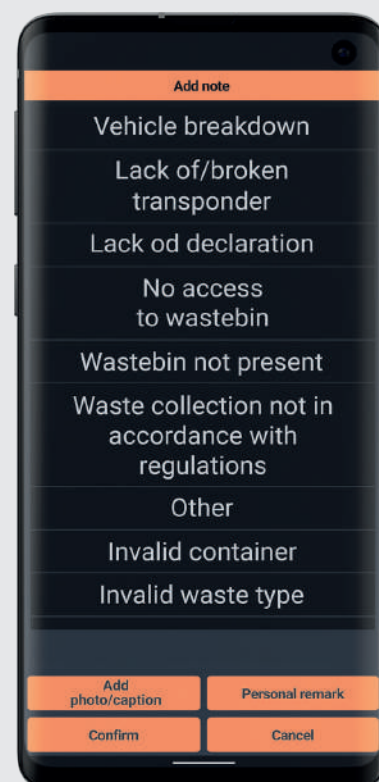 Add note
Vehicle breakdown
Lack of/broken
transponder
Lack od declaration
No access
to wastebin
Wastebin not present
Waste collection not in
accordance with
regulations
Other
Invalid container
Invalid waste type
Add
photo/caption
Personal remark
Confirm
Cancel